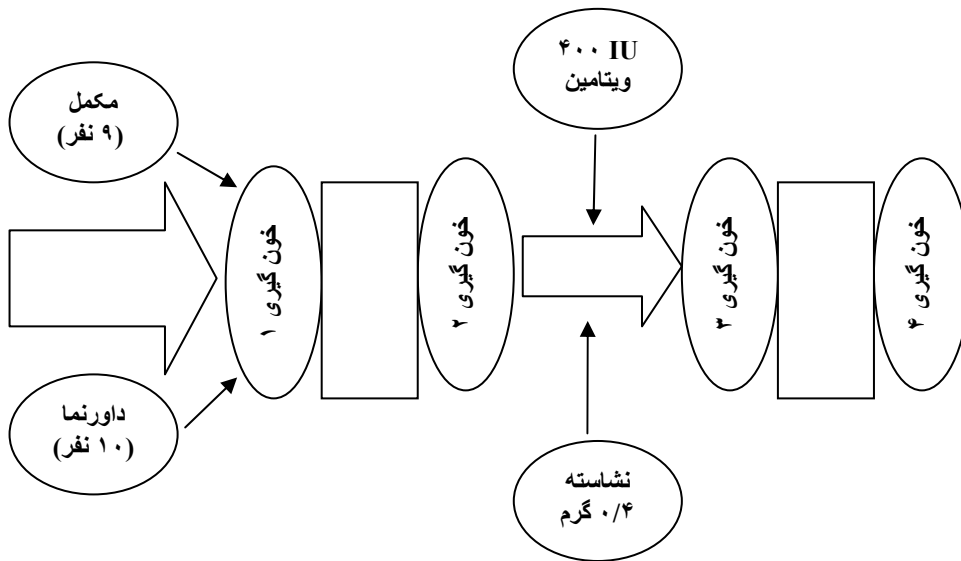 مکمل
(۹ نفر)
داورنما
(۱۰ نفر)
خون گیری ۱
خون گیری ۲
۴۰۰ IU
ویتامین
نشاسته
۰/۴ گرم
خون گیری ۳
خون گیری ۴